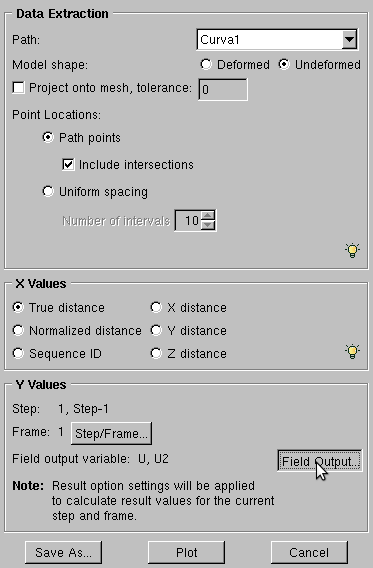 Data Extraction
Path: Curva1
Model shape: Deformed Undeformed
Project onto mesh, tolerance: 0
Point Locations:
Path points
Include intersections
Uniform spacing
Number of intervals 10
X Values
True distance X distance
Normalized distance Y distance
Sequence ID Z distance
Y Values
Step: 1, Step-1
Frame: 1 Step/Frame...
Field output variable: U, U2 Field Output...
Note: Result option settings will be applied
to calculate result values for the current
step and frame.
Save As... Plot Cancel